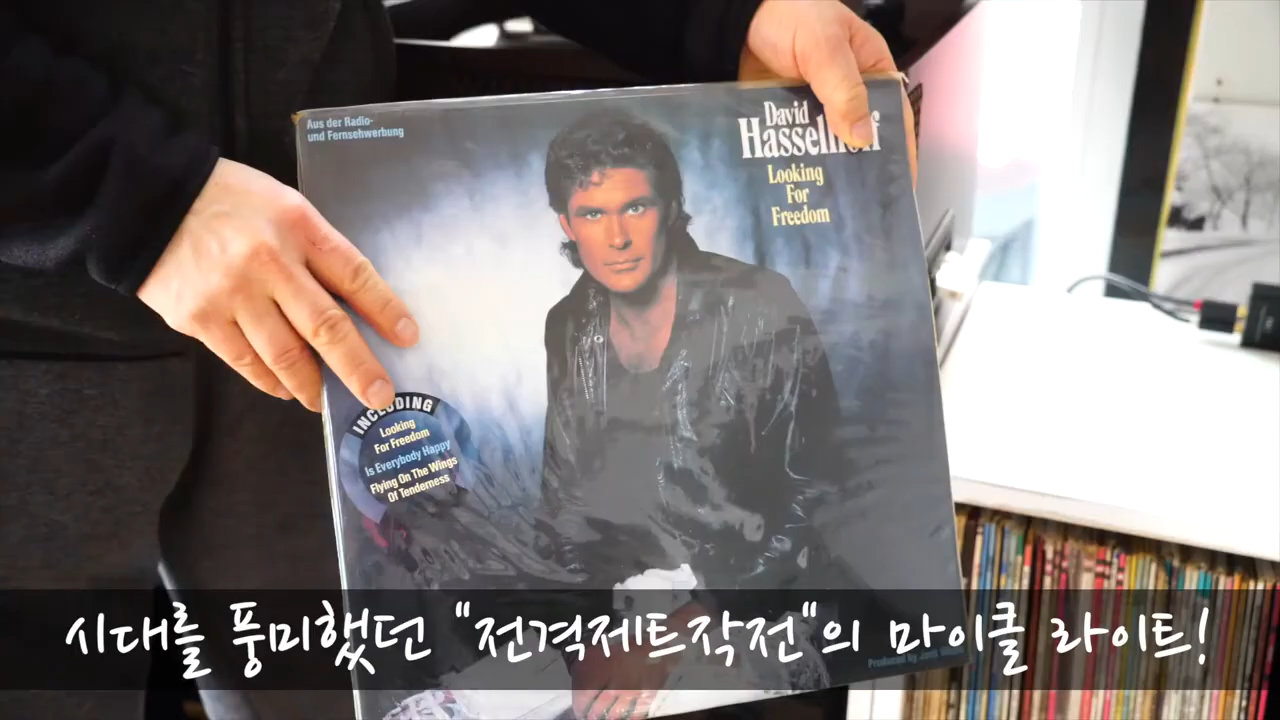 Aus der Radio-
und Fernsehwerbung
David
Hasselhoff
Looking
For
Freedom
INCLUDING
Looking
For Freedom
Is Everybody Happy
Flying On The Wings
Of Tenderness
시대를 풍미했던 "전격제트작전"의 마이클 라이트!
Produced by